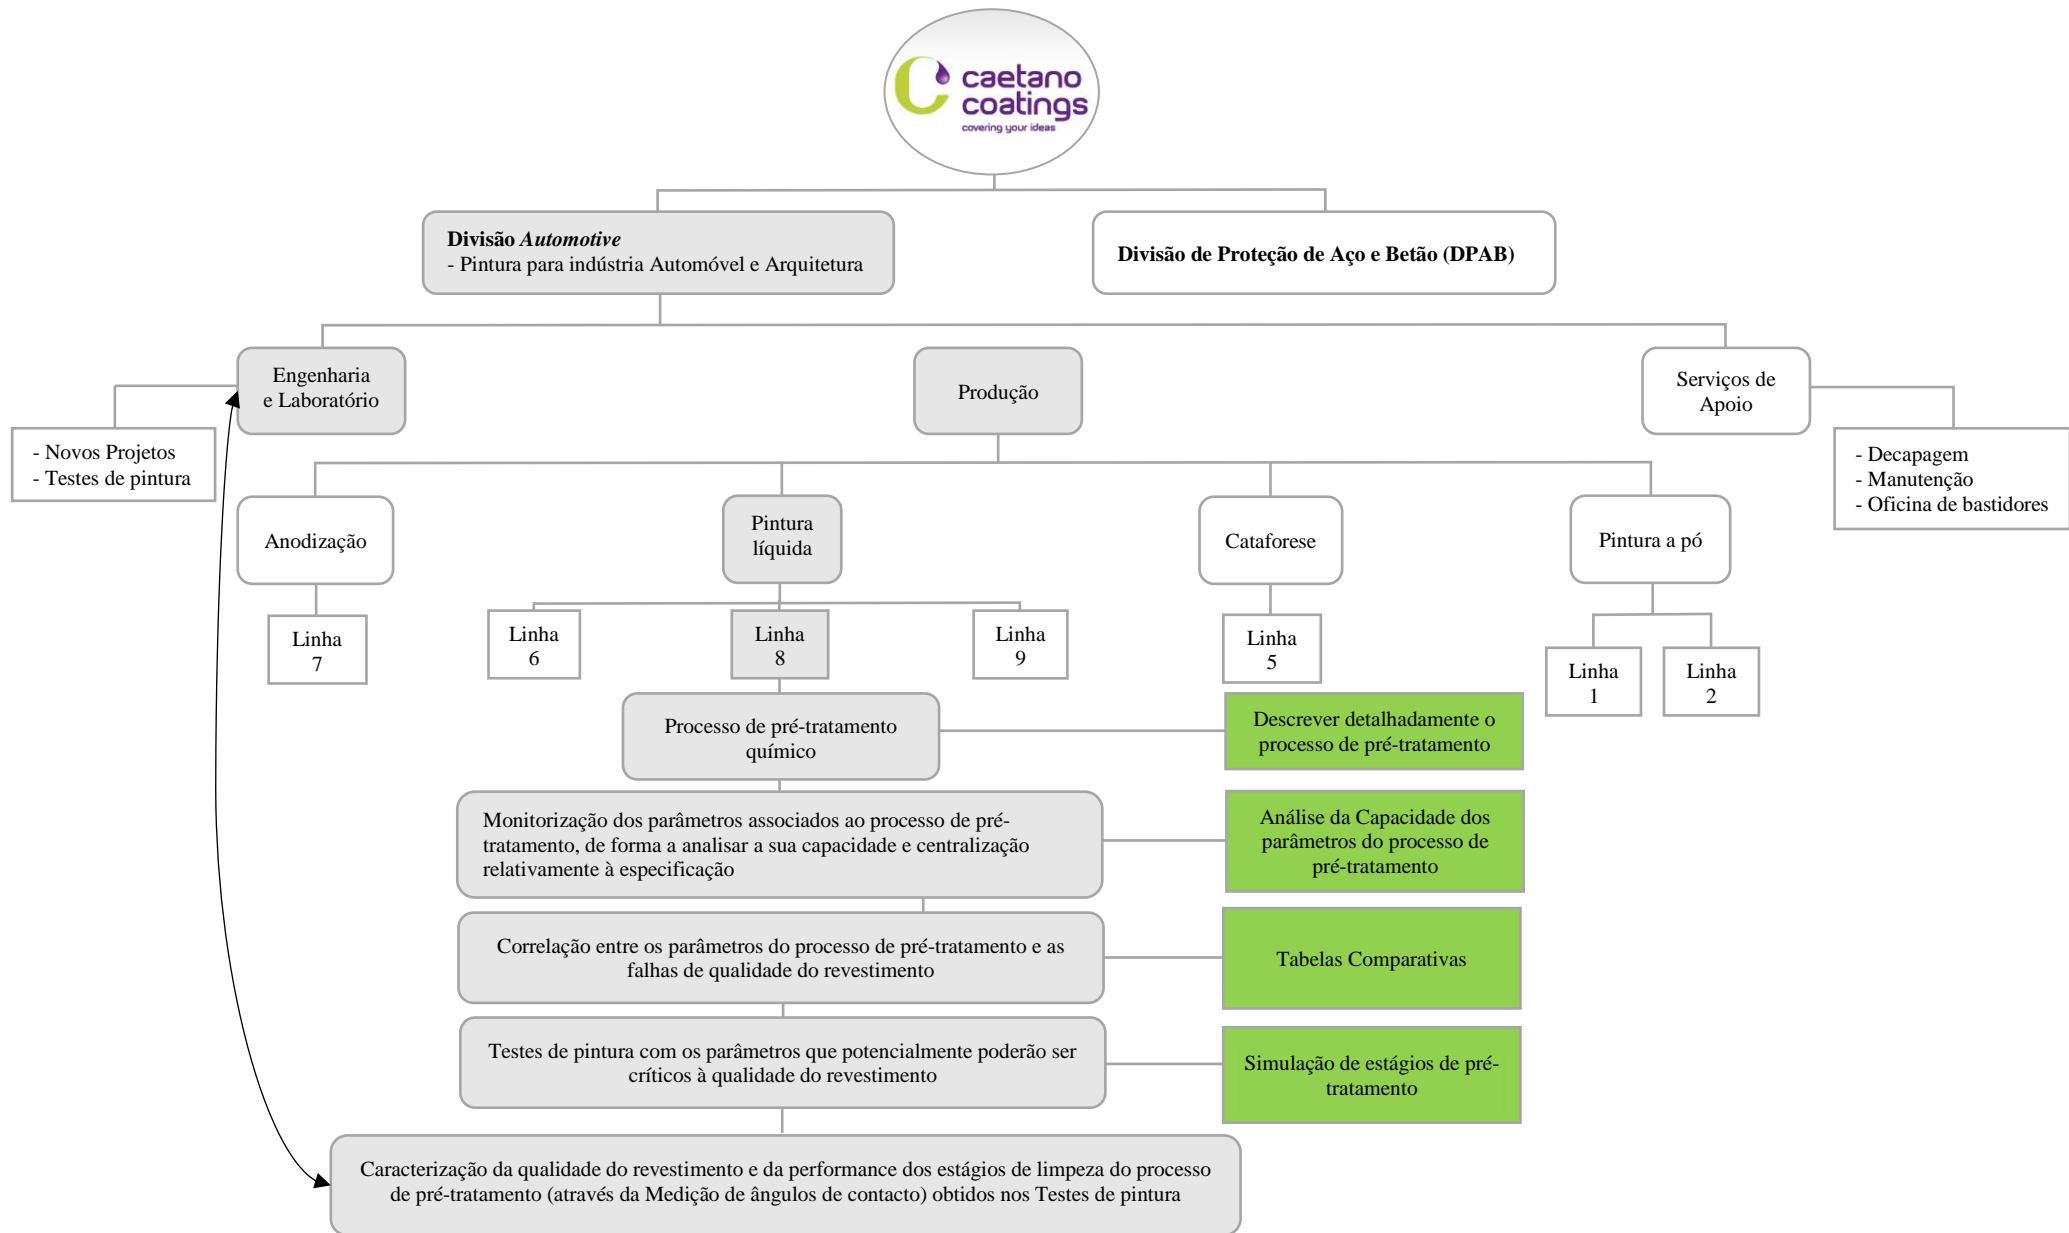 caetano
coatings
covering your ideas
Divisão Automotive
- Pintura para indústria Automóvel e Arquitetura
Divisão de Proteção de Aço e Betão (DPAB)
Engenharia
e Laboratório
Produção
Serviços de
Apoio
- Novos Projetos
- Testes de pintura
- Decapagem
- Manutenção
- Oficina de bastidores
Anodização
Pintura
líquida
Cataforese
Pintura a pó
Linha
7
Linha
6
Linha
8
Linha
9
Linha
5
Linha
1
Linha
2
Processo de pré-tratamento
químico
Descrever detalhadamente o
processo de pré-tratamento
Monitorização dos parâmetros associados ao processo de pré-
tratamento, de forma a analisar a sua capacidade e centralização
relativamente à especificação
Análise da Capacidade dos
parâmetros do processo de
pré-tratamento
Correlação entre os parâmetros do processo de pré-tratamento e as
falhas de qualidade do revestimento
Tabelas Comparativas
Testes de pintura com os parâmetros que potencialmente poderão ser
críticos à qualidade do revestimento
Simulação de estágios de pré-
tratamento
Caracterização da qualidade do revestimento e da performance dos estágios de limpeza do processo
de pré-tratamento (através da Medição de ângulos de contacto) obtidos nos Testes de pintura